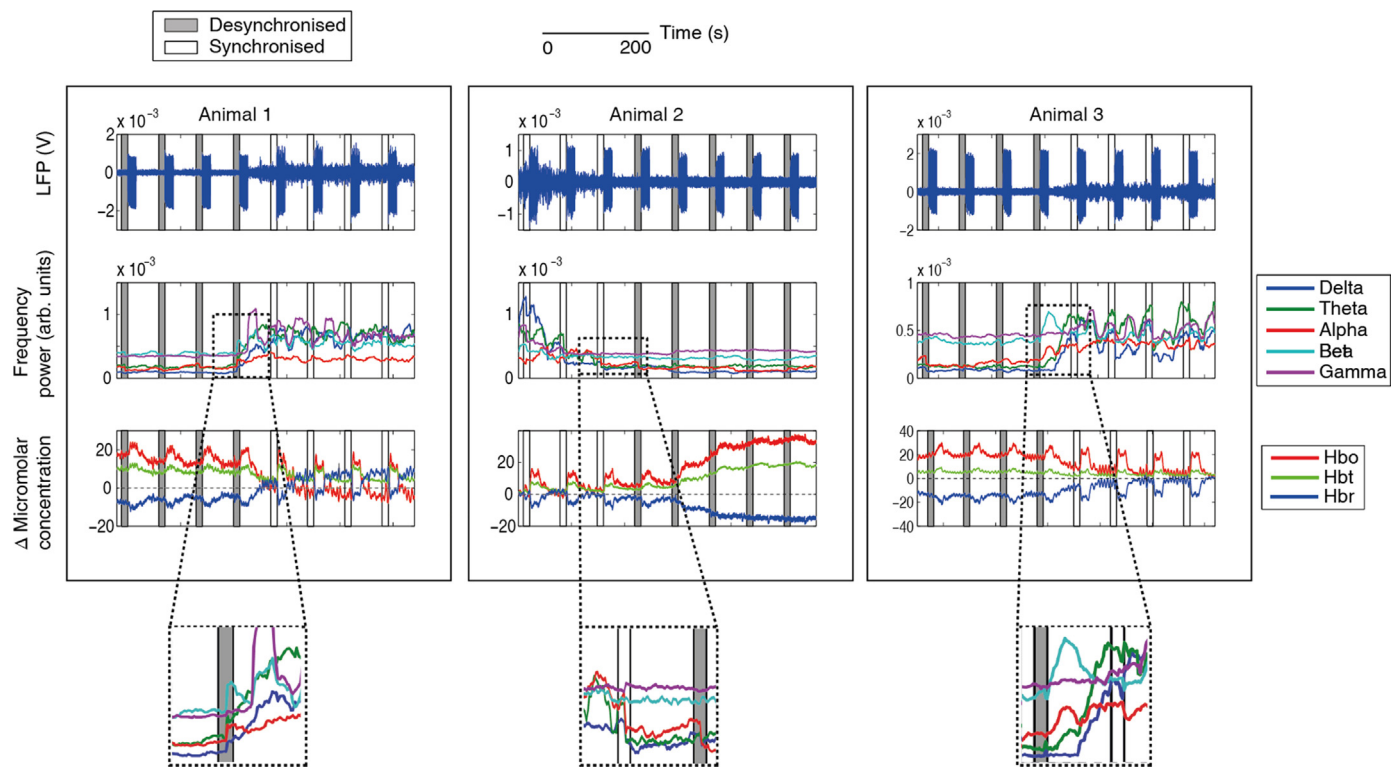 Desynchronised
Synchronised
0 200 Time (s)
Animal 1
Animal 2
Animal 3
LFP (V)
x 10⁻³
2
0
−2
x 10⁻³
1
0
−1
x 10⁻³
2
0
−2
Frequency
power (arb. units)
x 10⁻³
1
0
x 10⁻³
1
0
x 10⁻³
1
0.5
0
Delta
Theta
Alpha
Beta
Gamma
Δ Micromolar
concentration
20
0
−20
20
0
−20
40
20
0
−20
−40
Hbo
Hbt
Hbr